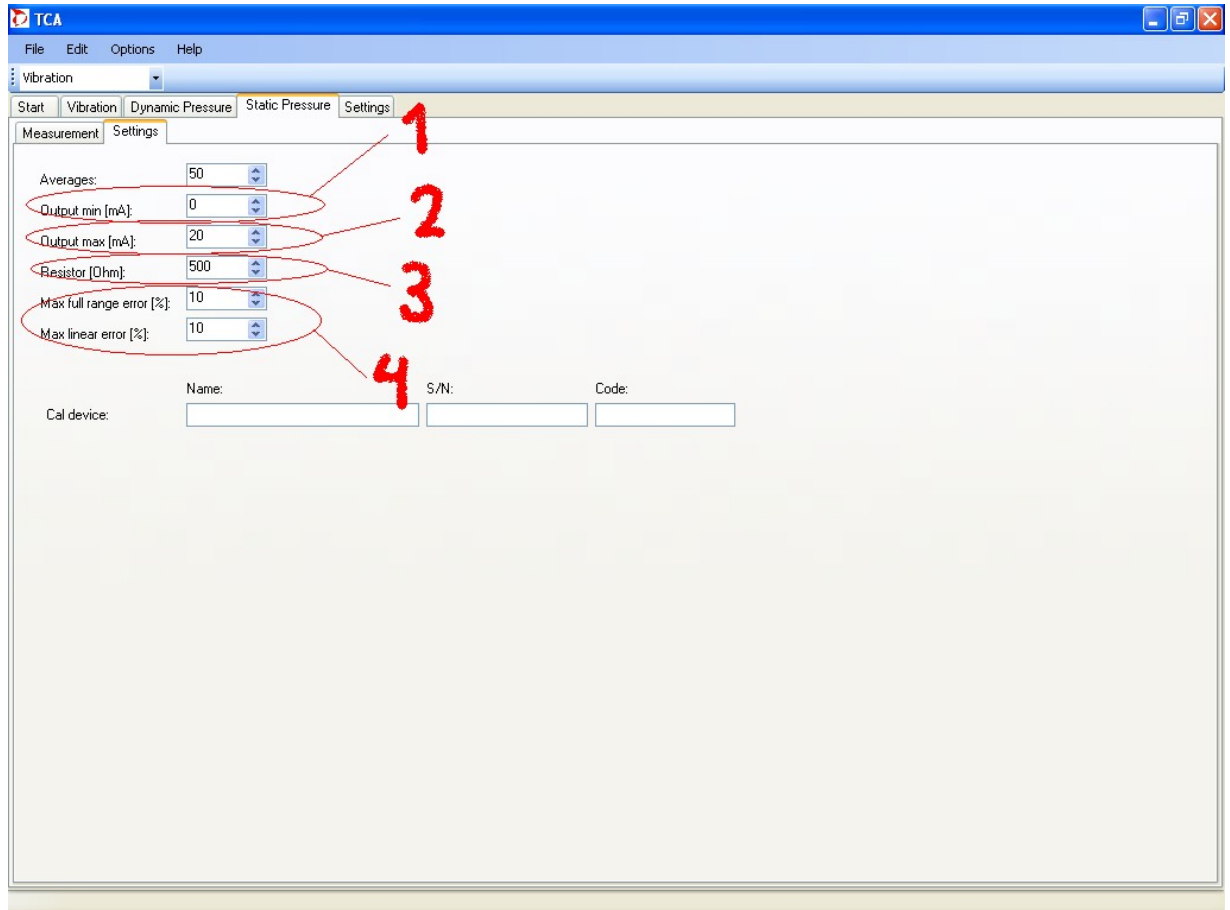 TCA
File Edit Options Help
Vibration
Start Vibration Dynamic Pressure Static Pressure Settings
Measurement Settings
1
Averages: 50
Output min [mA]: 0
2
Output max [mA]: 20
Resistor [Ohm]: 500
3
Max full range error [%]: 10
Max linear error [%]: 10
4
Name: S/N: Code:
Cal device: